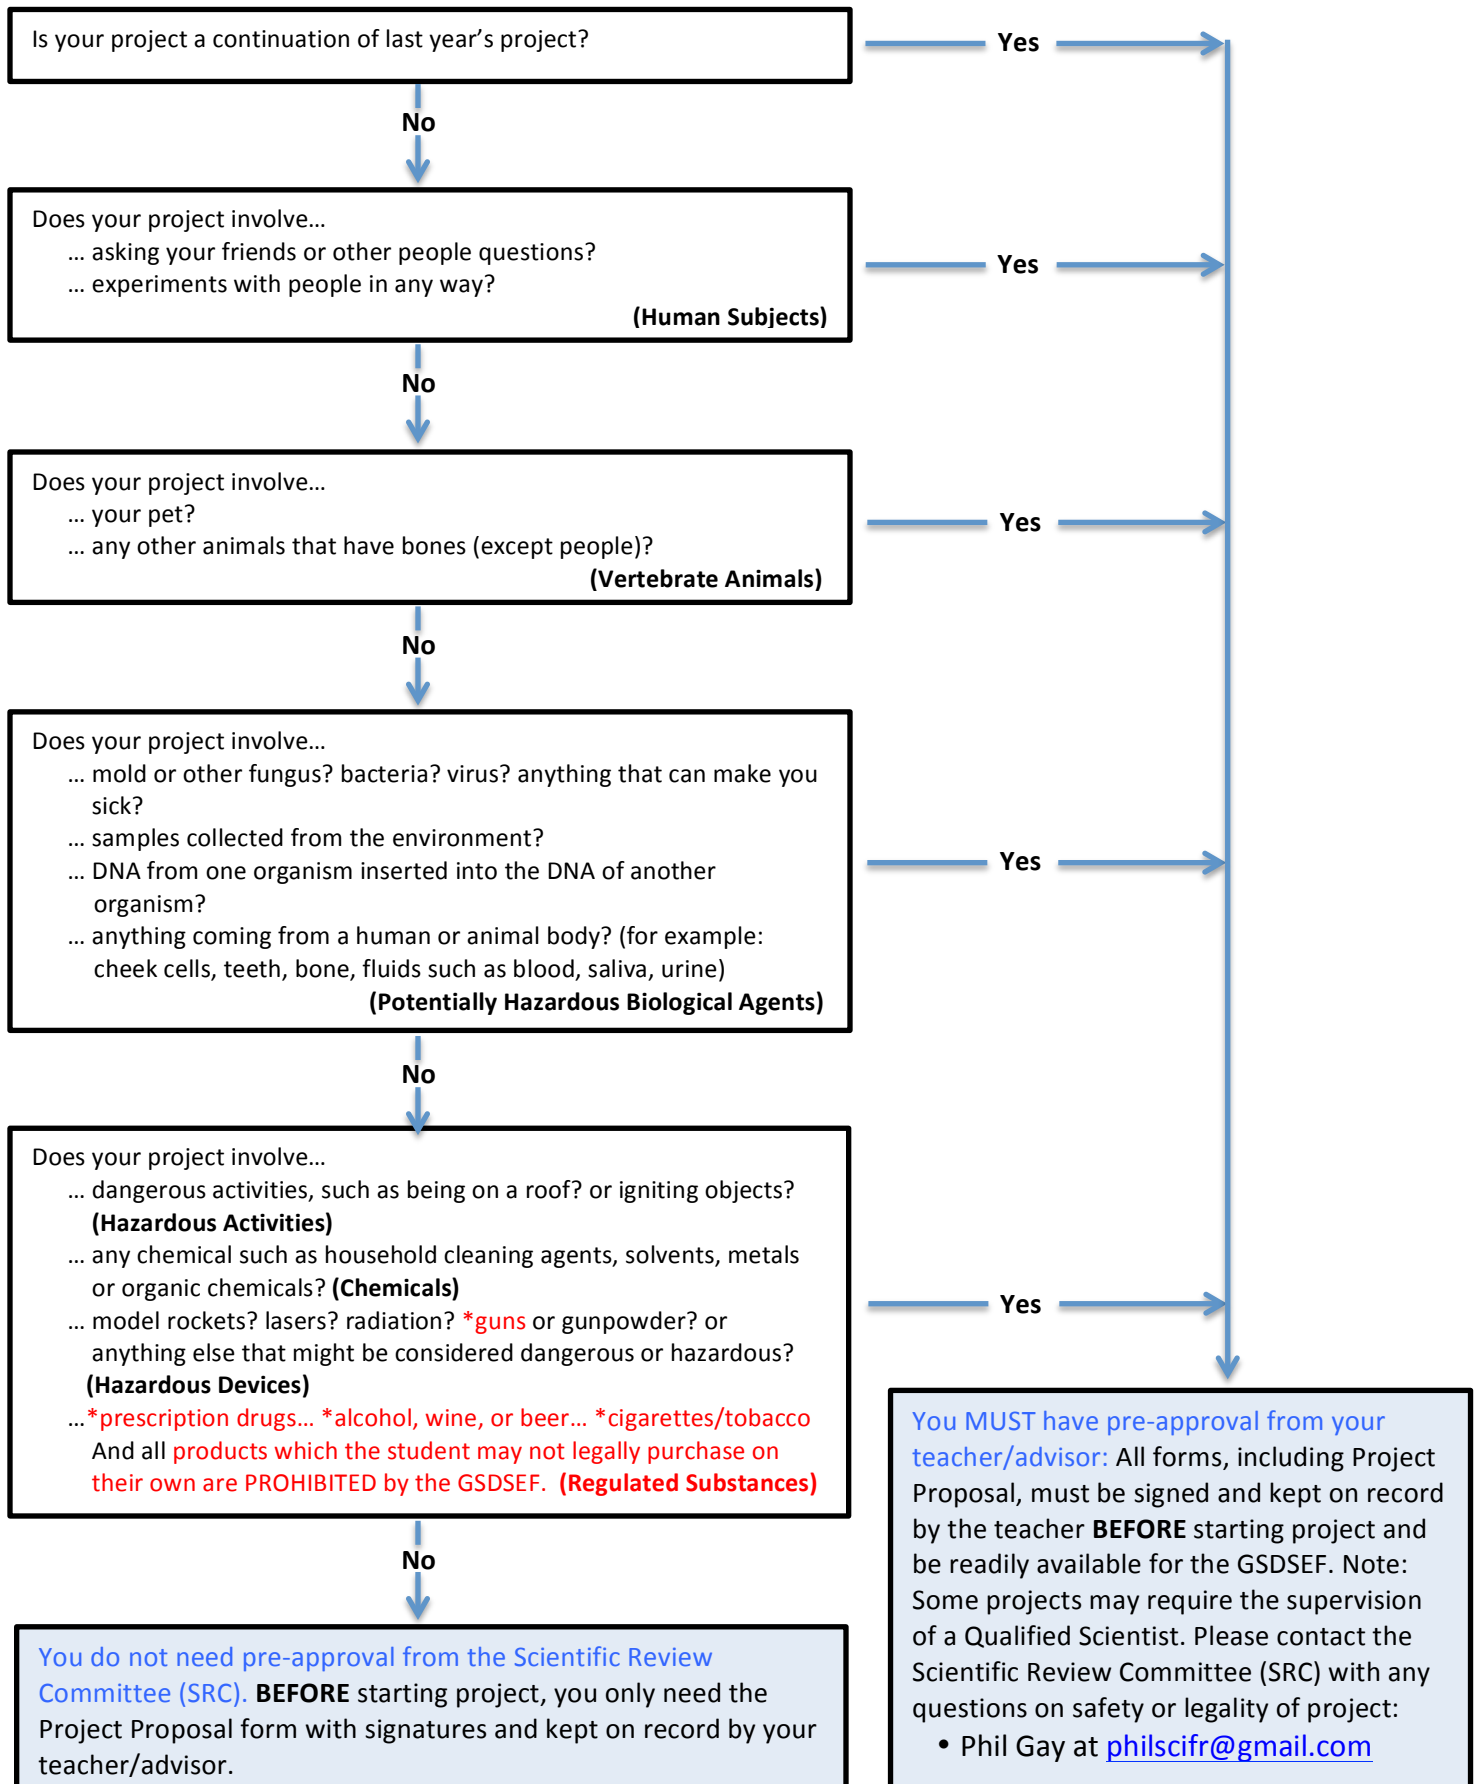 Is your project a continuation of last year’s project?
Yes
No
Does your project involve…
… asking your friends or other people questions?
… experiments with people in any way?
(Human Subjects)
Yes
No
Does your project involve…
… your pet?
… any other animals that have bones (except people)?
(Vertebrate Animals)
Yes
No
Does your project involve…
… mold or other fungus? bacteria? virus? anything that can make you
sick?
… samples collected from the environment?
… DNA from one organism inserted into the DNA of another
organism?
… anything coming from a human or animal body? (for example:
cheek cells, teeth, bone, fluids such as blood, saliva, urine)
(Potentially Hazardous Biological Agents)
Yes
No
Does your project involve…
… dangerous activities, such as being on a roof? or igniting objects?
(Hazardous Activities)
… any chemical such as household cleaning agents, solvents, metals
or organic chemicals? (Chemicals)
… model rockets? lasers? radiation? *guns or gunpowder? or
anything else that might be considered dangerous or hazardous?
(Hazardous Devices)
…*prescription drugs… *alcohol, wine, or beer… *cigarettes/tobacco
And all products which the student may not legally purchase on
their own are PROHIBITED by the GSDSEF. (Regulated Substances)
Yes
No
You do not need pre-approval from the Scientific Review
Committee (SRC). BEFORE starting project, you only need the
Project Proposal form with signatures and kept on record by your
teacher/advisor.
You MUST have pre-approval from your
teacher/advisor: All forms, including Project
Proposal, must be signed and kept on record
by the teacher BEFORE starting project and
be readily available for the GSDSEF. Note:
Some projects may require the supervision
of a Qualified Scientist. Please contact the
Scientific Review Committee (SRC) with any
questions on safety or legality of project:
• Phil Gay at philscifr@gmail.com